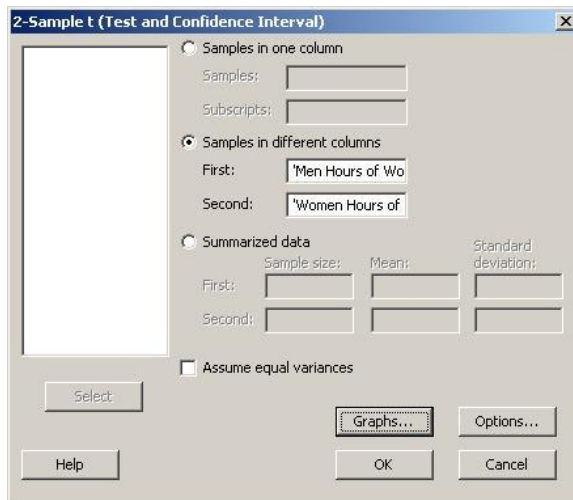 2-Sample t (Test and Confidence Interval)
Samples in one column
Samples:
Subscripts:
Samples in different columns
First: 'Men Hours of Wo
Second: 'Women Hours of
Summarized data
Sample size: Mean: Standard deviation:
First:
Second:
Assume equal variances
Select
Graphs... Options...
Help OK Cancel